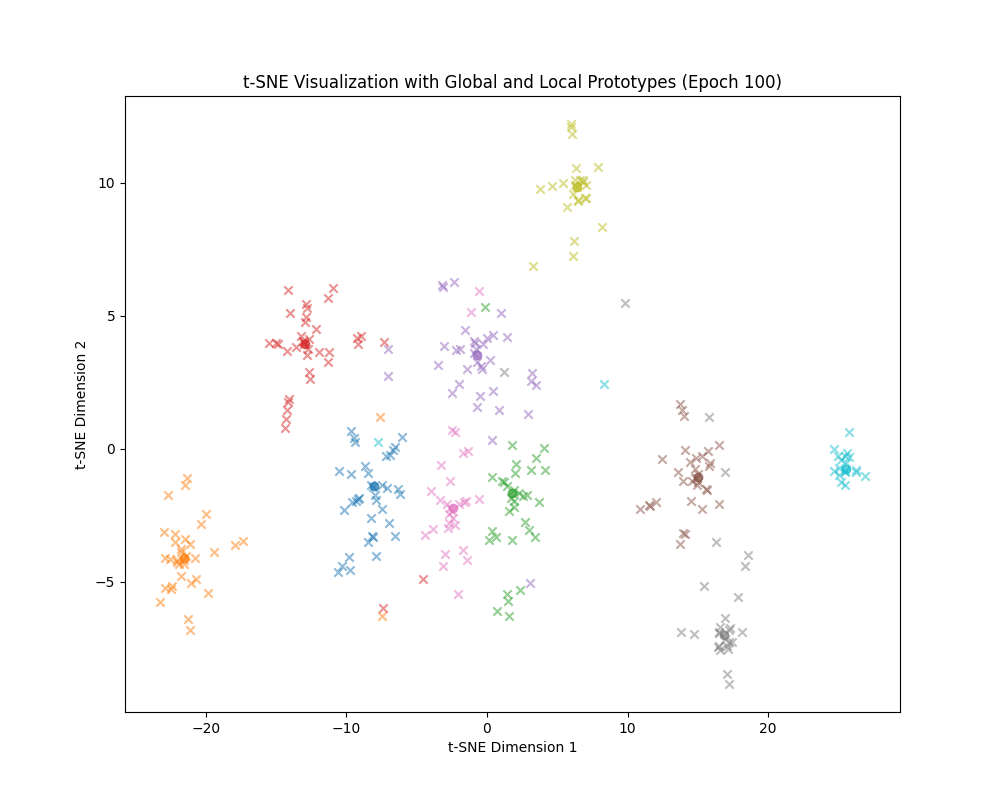 t-SNE Visualization with Global and Local Prototypes (Epoch 100)
10
5
0
−5
t-SNE Dimension 2
−20 −10 0 10 20
t-SNE Dimension 1